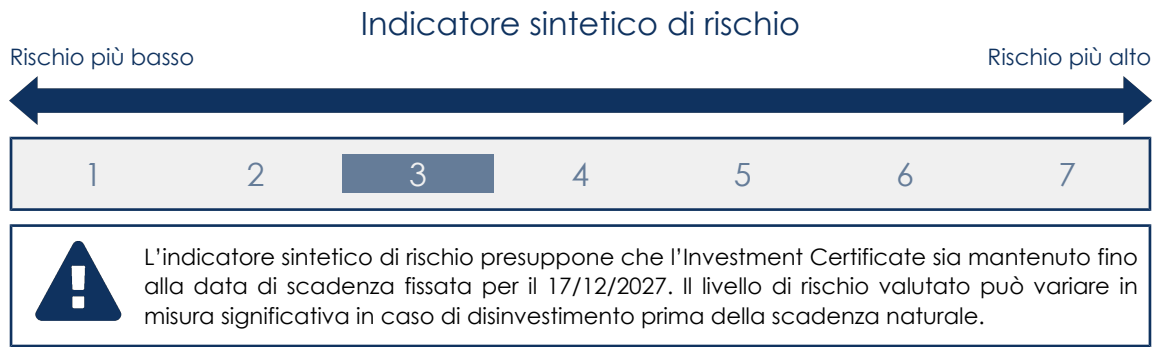 Indicatore sintetico di rischio
Rischio più basso
Rischio più alto
1 2 3 4 5 6 7
L'indicatore sintetico di rischio presuppone che l'Investment Certificate sia mantenuto fino
alla data di scadenza fissata per il 17/12/2027. Il livello di rischio valutato può variare in
misura significativa in caso di disinvestimento prima della scadenza naturale.